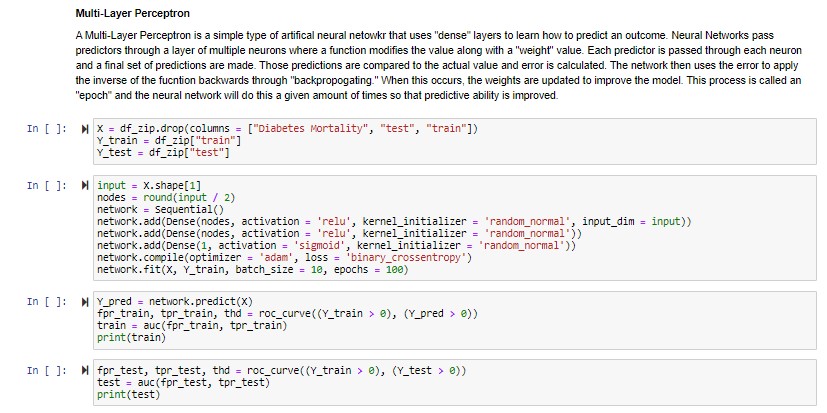 Multi-Layer Perceptron
A Multi-Layer Perceptron is a simple type of artifical neural netowkr that uses "dense" layers to learn how to predict an outcome. Neural Networks pass
predictors through a layer of multiple neurons where a function modifies the value along with a "weight" value. Each predictor is passed through each neuron
and a final set of predictions are made. Those predictions are compared to the actual value and error is calculated. The network then uses the error to apply
the inverse of the fucntion backwards through "backpropogating." When this occurs, the weights are updated to improve the model. This process is called an
"epoch" and the neural network will do this a given amount of times so that predictive ability is improved.
In [ ]: X = df_zip.drop(columns = ["Diabetes Mortality", "test", "train"])
Y_train = df_zip["train"]
Y_test = df_zip["test"]
In [ ]: input = X.shape[1]
nodes = round(input / 2)
network = Sequential()
network.add(Dense(nodes, activation = 'relu', kernel_initializer = 'random_normal', input_dim = input))
network.add(Dense(nodes, activation = 'relu', kernel_initializer = 'random_normal'))
network.add(Dense(1, activation = 'sigmoid', kernel_initializer = 'random_normal'))
network.compile(optimizer = 'adam', loss = 'binary_crossentropy')
network.fit(X, Y_train, batch_size = 10, epochs = 100)
In [ ]: Y_pred = network.predict(X)
fpr_train, tpr_train, thd = roc_curve((Y_train > 0), (Y_pred > 0))
train = auc(fpr_train, tpr_train)
print(train)
In [ ]: fpr_test, tpr_test, thd = roc_curve((Y_train > 0), (Y_test > 0))
test = auc(fpr_test, tpr_test)
print(test)